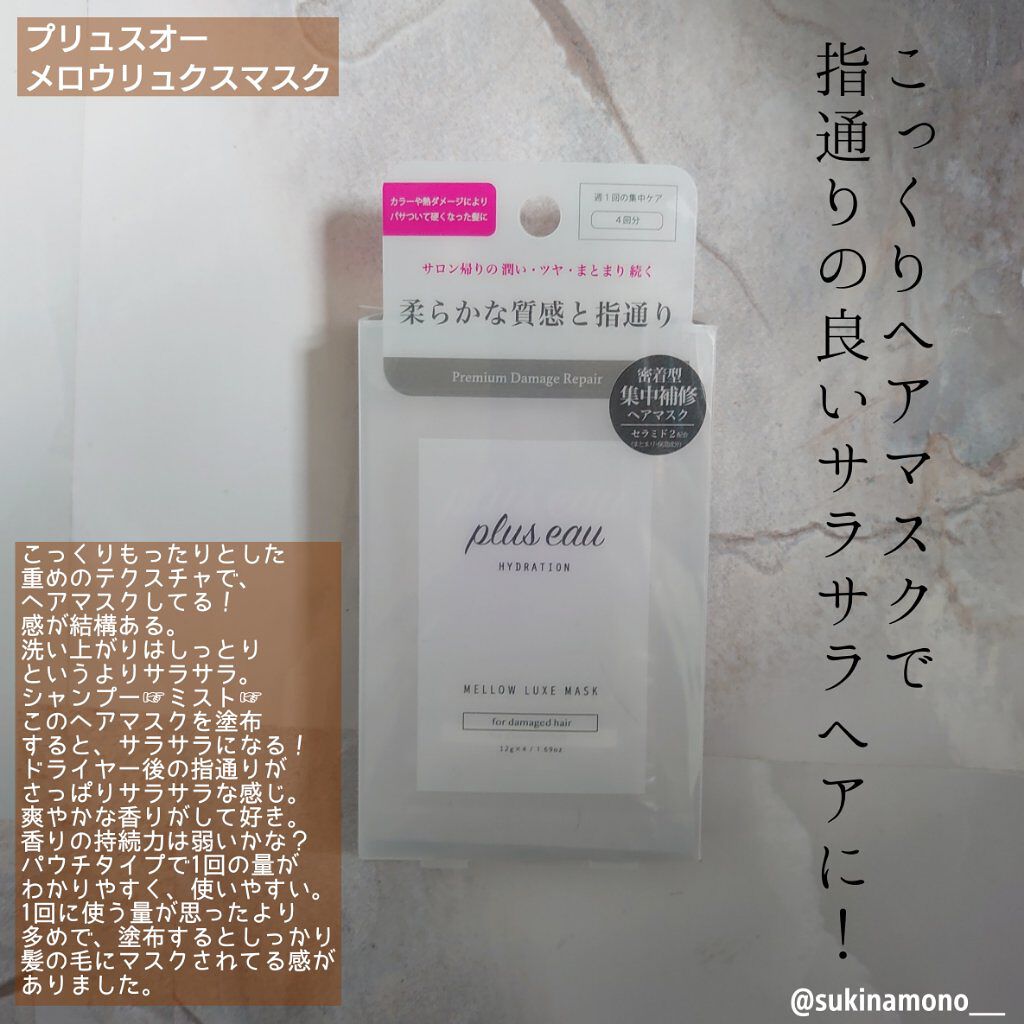 プリュスオー
メロウリュクスマスク
こっくりヘアマスクで
指通りの良いサラサラ ヘアに!
カラーや熱ダメージにより
パサついて硬くなった髪に
週1回の集中ケア
4回分
サロン帰りの潤い・ツヤ・まとまり続く
柔らかな質感と指通り
Premium Damage Repair
密着型
集中補修
ヘアマスク
セラミド2配合
plus eau
HYDRATION
MELLOW LUXE MASK
for damaged hair
12g×4 / 1.69oz
こっくりもったりとした
重めのテクスチャで、
ヘアマスクしてる!
感が結構ある。
洗い上がりはしっとり
というよりサラサラ。
シャンプー☞ミスト☞
このヘアマスクを塗布
すると、サラサラになる!
ドライヤー後の指通りが
さっぱりサラサラな感じ。
爽やかな香りがして好き。
香りの持続力は弱いかな?
パウチタイプで1回の量が
わかりやすく、使いやすい。
1回に使う量が思ったより
多めで、塗布するとしっかり
髪の毛にマスクされてる感が
ありました。
@sukinamono__